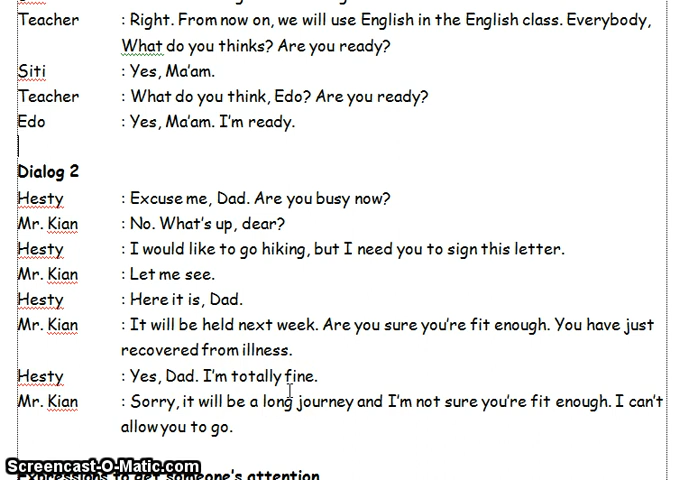 Teacher : Right. From now on, we will use English in the English class. Everybody,
What do you thinks? Are you ready?
Siti : Yes, Ma'am.
Teacher : What do you think, Edo? Are you ready?
Edo : Yes, Ma'am. I'm ready.
Dialog 2
Hesty : Excuse me, Dad. Are you busy now?
Mr. Kian : No. What's up, dear?
Hesty : I would like to go hiking, but I need you to sign this letter.
Mr. Kian : Let me see.
Hesty : Here it is, Dad.
Mr. Kian : It will be held next week. Are you sure you're fit enough. You have just
recovered from illness.
Hesty : Yes, Dad. I'm totally fine.
Mr. Kian : Sorry, it will be a long journey and I'm not sure you're fit enough. I can't
allow you to go.
Screencast-O-Matic.com
Expressions to get someone's attention